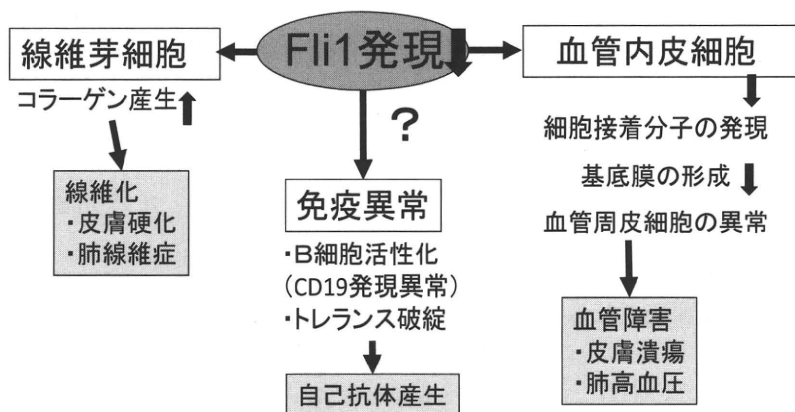 Fli1発現
線維芽細胞
コラーゲン産生
線維化
・皮膚硬化
・肺線維症
?
免疫異常
・B細胞活性化
(CD19発現異常)
・トレランス破綻
自己抗体産生
血管内皮細胞
細胞接着分子の発現
基底膜の形成
血管周皮細胞の異常
血管障害
・皮膚潰瘍
・肺高血圧